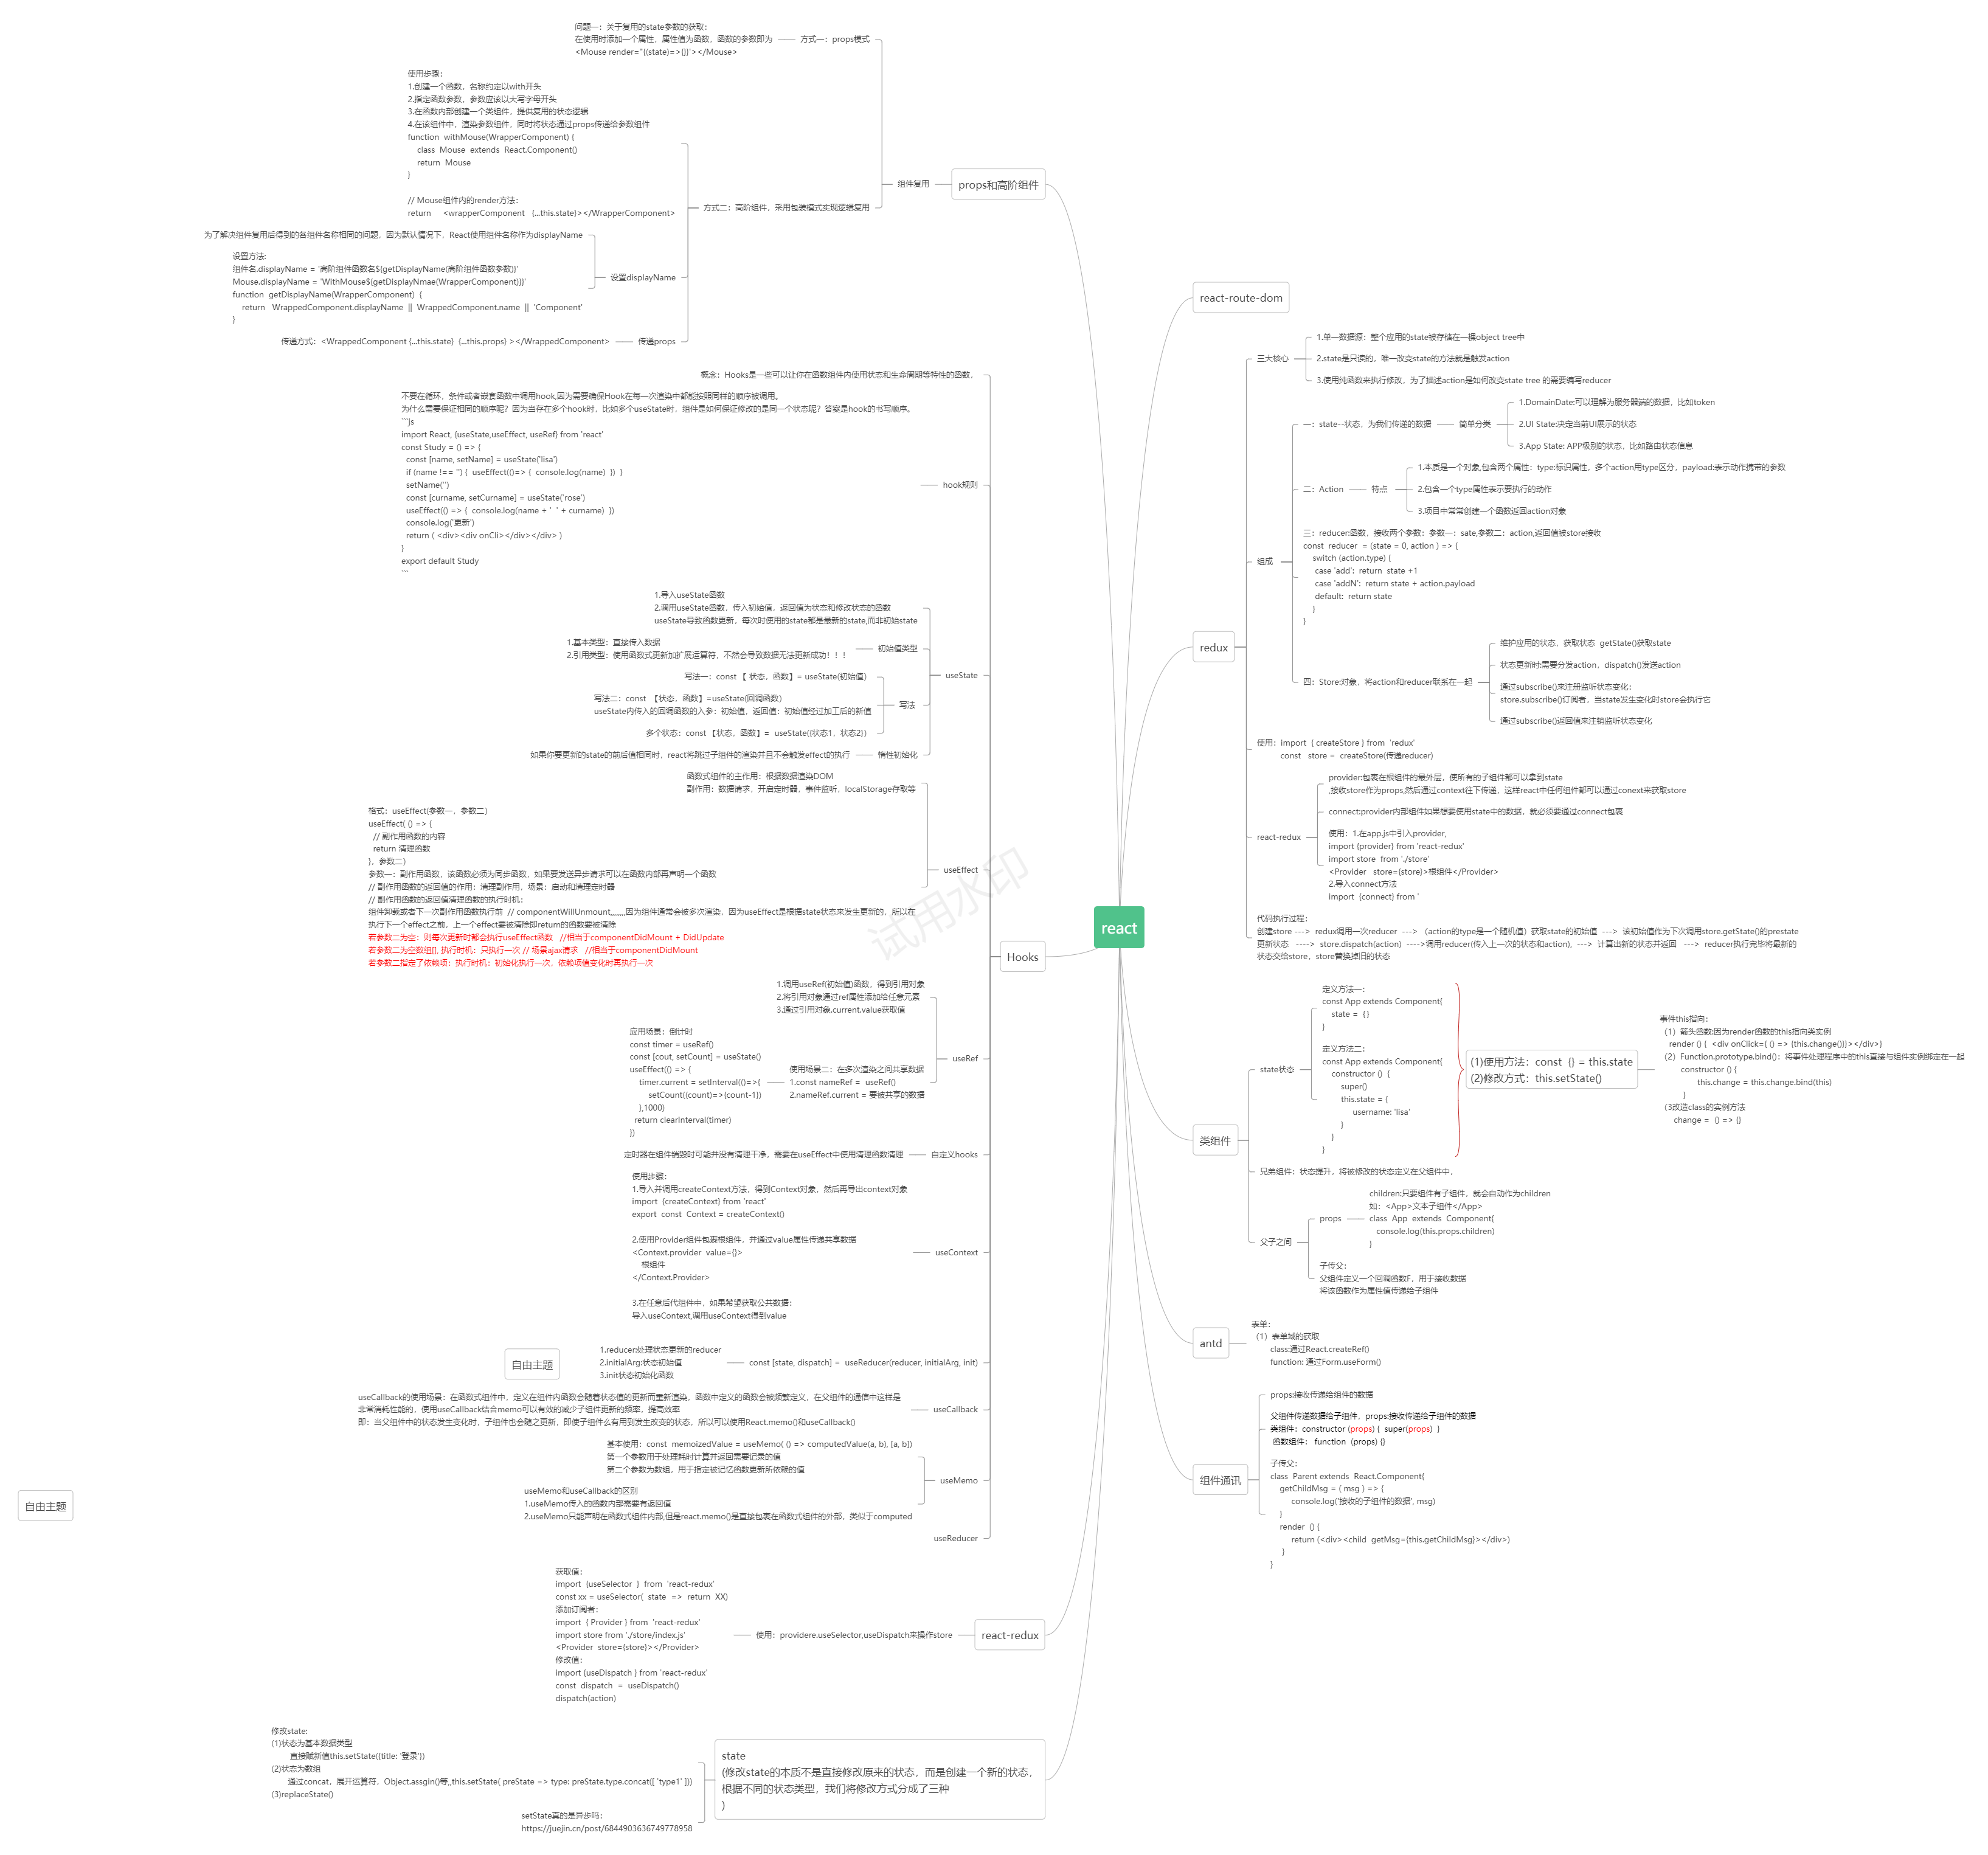 react
props和高阶组件
组件复用
方式一：props模式
问题一：关于复用的state参数的获取：
在使用时添加一个属性，属性值为函数，函数的参数即为
<Mouse render="{(state)=>{}}'></Mouse>
方式二：高阶组件，采用包装模式实现逻辑复用
使用步骤：
1.创建一个函数，名称约定以with开头
2.指定函数参数，参数应该以大写字母开头
3.在函数内部创建一个类组件，提供复用的状态逻辑
4.在该组件中，渲染参数组件，同时将状态通过props传递给参数组件
function withMouse(WrapperComponent) {
class Mouse extends React.Component()
return Mouse
}
// Mouse组件内的render方法：
return <wrapperComponent {...this.state}></WrapperComponent>
设置displayName
为了解决组件复用后得到的各组件名称相同的问题，因为默认情况下，React使用组件名称作为displayName
设置方法:
组件名.displayName = '高阶组件函数名${getDisplayName(高阶组件函数参数)}'
Mouse.displayName = 'WithMouse${getDisplayNmae(WrapperComponent)}}'
function getDisplayName(WrapperComponent) {
return WrappedComponent.displayName || WrappedComponent.name || 'Component'
}
传递props
传递方式：<WrappedComponent {...this.state} {...this.props} ></WrappedComponent>
Hooks
概念：Hooks是一些可以让你在函数组件内使用状态和生命周期等特性的函数，
hook规则
不要在循环，条件或者嵌套函数中调用hook,因为需要确保Hook在每一次渲染中都能按照同样的顺序被调用。
为什么需要保证相同的顺序呢？因为当存在多个hook时，比如多个useState时，组件是如何保证修改的是同一个状态呢？答案是hook的书写顺序。
```js
import React, {useState,useEffect, useRef} from 'react'
const Study = () => {
const [name, setName] = useState('lisa')
if (name !== '') { useEffect(()=> { console.log(name) }) }
setName('')
const [curname, setCurname] = useState('rose')
useEffect(() => { console.log(name + ' ' + curname) })
console.log('更新')
return ( <div><div onCli></div></div> )
}
export default Study
```
useState
1.导入useState函数
2.调用useState函数，传入初始值，返回值为状态和修改状态的函数
useState导致函数更新，每次时使用的state都是最新的state,而非初始state
初始值类型
1.基本类型：直接传入数据
2.引用类型：使用函数式更新加扩展运算符，不然会导致数据无法更新成功！！！
写法
写法一：const 【 状态，函数】= useState(初始值)
写法二：const 【状态，函数】=useState(回调函数)
useState内传入的回调函数的入参：初始值，返回值：初始值经过加工后的新值
多个状态：const 【状态，函数】= useState({状态1，状态2})
惰性初始化
如果你要更新的state的前后值相同时，react将跳过子组件的渲染并且不会触发effect的执行
useEffect
函数式组件的主作用：根据数据渲染DOM
副作用：数据请求，开启定时器，事件监听，localStorage存取等
格式：useEffect(参数一，参数二)
useEffect( () => {
// 副作用函数的内容
return 清理函数
}，参数二)
参数一：副作用函数，该函数必须为同步函数，如果要发送异步请求可以在函数内部再声明一个函数
// 副作用函数的返回值的作用：清理副作用，场景：启动和清理定时器
// 副作用函数的返回值清理函数的执行时机：
组件卸载或者下一次副作用函数执行前 // componentWillUnmount,,,,,,,,因为组件通常会被多次渲染，因为useEffect是根据state状态来发生更新的，所以在
执行下一个effect之前，上一个effect要被清除即return的函数要被清除
若参数二为空：则每次更新时都会执行useEffect函数 //相当于componentDidMount + DidUpdate
若参数二为空数组[], 执行时机：只执行一次 // 场景ajax请求 //相当于componentDidMount
若参数二指定了依赖项：执行时机：初始化执行一次，依赖项值变化时再执行一次
useRef
1.调用useRef(初始值)函数，得到引用对象
2.将引用对象通过ref属性添加给任意元素
3.通过引用对象.current.value获取值
使用场景二：在多次渲染之间共享数据
1.const nameRef = useRef()
2.nameRef.current = 要被共享的数据
应用场景：倒计时
const timer = useRef()
const [cout, setCount] = useState()
useEffect(() => {
timer.current = setInterval(()=>{
setCount((count)=>{count-1})
},1000)
return clearInterval(timer)
})
自定义hooks
定时器在组件销毁时可能并没有清理干净，需要在useEffect中使用清理函数清理
useContext
使用步骤：
1.导入并调用createContext方法，得到Context对象，然后再导出context对象
import {createContext} from 'react'
export const Context = createContext()
2.使用Provider组件包裹根组件，并通过value属性传递共享数据
<Context.provider value={}>
根组件
</Context.Provider>
3.在任意后代组件中，如果希望获取公共数据：
导入useContext,调用useContext得到value
const [state, dispatch] = useReducer(reducer, initialArg, init)
1.reducer:处理状态更新的reducer
2.initialArg:状态初始值
3.init状态初始化函数
自由主题
useCallback
useCallback的使用场景：在函数式组件中，定义在组件内函数会随着状态值的更新而重新渲染，函数中定义的函数会被频繁定义，在父组件的通信中这样是
非常消耗性能的，使用useCallback结合memo可以有效的减少子组件更新的频率，提高效率
即：当父组件中的状态发生变化时，子组件也会随之更新，即使子组件么有用到发生改变的状态，所以可以使用React.memo()和useCallback()
useMemo
基本使用：const memoizedValue = useMemo( () => computedValue(a, b), [a, b])
第一个参数用于处理耗时计算并返回需要记录的值
第二个参数为数组，用于指定被记忆函数更新所依赖的值
useMemo和useCallback的区别
1.useMemo传入的函数内部需要有返回值
2.useMemo只能声明在函数式组件内部,但是react.memo()是直接包裹在函数式组件的外部，类似于computed
自由主题
useReducer
react-redux
使用：providere.useSelector,useDispatch来操作store
获取值：
import {useSelector } from 'react-redux'
const xx = useSelector( state => return XX)
添加订阅者：
import { Provider } from 'react-redux'
import store from './store/index.js'
<Provider store={store}></Provider>
修改值：
import {useDispatch } from 'react-redux'
const dispatch = useDispatch()
dispatch(action)
state
(修改state的本质不是直接修改原来的状态，而是创建一个新的状态，
根据不同的状态类型，我们将修改方式分成了三种
)
修改state:
(1)状态为基本数据类型
直接赋新值this.setState({title: '登录'})
(2)状态为数组
通过concat，展开运算符，Object.assgin()等,,this.setState( preState => type: preState.type.concat([ 'type1' ]))
(3)replaceState()
setState真的是异步吗：
https://juejin.cn/post/6844903636749778958
react-route-dom
redux
三大核心
1.单一数据源：整个应用的state被存储在一棵object tree中
2.state是只读的，唯一改变state的方法就是触发action
3.使用纯函数来执行修改，为了描述action是如何改变state tree 的需要编写reducer
组成
一：state--状态，为我们传递的数据
简单分类
1.DomainDate:可以理解为服务器端的数据，比如token
2.UI State:决定当前UI展示的状态
3.App State: APP级别的状态，比如路由状态信息
二：Action
特点
1.本质是一个对象,包含两个属性：type:标识属性，多个action用type区分，payload:表示动作携带的参数
2.包含一个type属性表示要执行的动作
3.项目中常常创建一个函数返回action对象
三：reducer:函数，接收两个参数：参数一：sate,参数二：action,返回值被store接收
const reducer = (state = 0, action ) => {
switch (action.type) {
case 'add': return state +1
case 'addN': return state + action.payload
default: return state
}
}
四：Store:对象，将action和reducer联系在一起
维护应用的状态，获取状态 getState()获取state
状态更新时:需要分发action，dispatch()发送action
通过subscribe()来注册监听状态变化：
store.subscribe()订阅者，当state发生变化时store会执行它
通过subscribe()返回值来注销监听状态变化
使用：import { createStore } from 'redux'
const store = createStore(传递reducer)
react-redux
provider:包裹在根组件的最外层，使所有的子组件都可以拿到state
,接收store作为props,然后通过context往下传递，这样react中任何组件都可以通过conext来获取store
connect:provider内部组件如果想要使用state中的数据，就必须要通过connect包裹
使用：1.在app.js中引入provider,
import {provider} from 'react-redux'
import store from './store'
<Provider store={store}>根组件</Provider>
2.导入connect方法
import {connect} from '
代码执行过程：
创建store ---> redux调用一次reducer ---> （action的type是一个随机值）获取state的初始值 ---> 该初始值作为下次调用store.getState()的prestate
更新状态 ----> store.dispatch(action) ---->调用reducer(传入上一次的状态和action), ---> 计算出新的状态并返回 ---> reducer执行完毕将最新的
状态交给store，store替换掉旧的状态
类组件
state状态
定义方法一：
const App extends Component{
state = {}
}
定义方法二：
const App extends Component{
constructor () {
super()
this.state = {
username: 'lisa'
}
}
}
(1)使用方法：const {} = this.state
(2)修改方式：this.setState()
事件this指向：
（1）箭头函数:因为render函数的this指向类实例
render () { <div onClick={ () => {this.change()}}></div>}
（2）Function.prototype.bind()：将事件处理程序中的this直接与组件实例绑定在一起
constructor () {
this.change = this.change.bind(this)
}
（3改造class的实例方法
change = () => {}
兄弟组件：状态提升，将被修改的状态定义在父组件中，
父子之间
props
children:只要组件有子组件，就会自动作为children
如：<App>文本子组件</App>
class App extends Component{
console.log(this.props.children)
}
子传父：
父组件定义一个回调函数F，用于接收数据
将该函数作为属性值传递给子组件
antd
表单：
（1）表单域的获取
class:通过React.createRef()
function: 通过Form.useForm()
组件通讯
props:接收传递给组件的数据
父组件传递数据给子组件，props:接收传递给子组件的数据
类组件：constructor (props) { super(props) }
函数组件： function (props) {}
子传父：
class Parent extends React.Component{
getChildMsg = ( msg ) => {
console.log('接收的子组件的数据', msg)
}
render () {
return (<div><child getMsg={this.getChildMsg}></div>)
}
}
试用水印